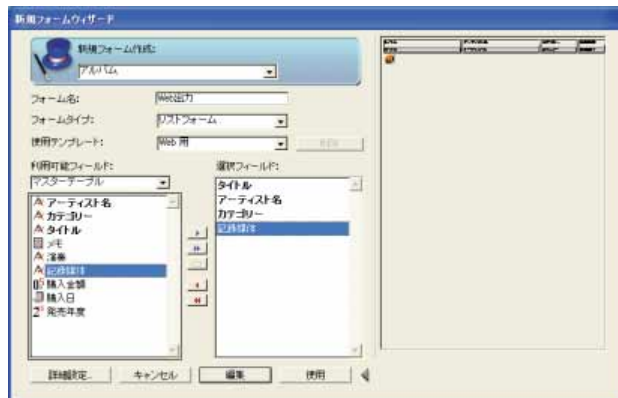 新規フォームウィザード
新規フォーム作成:
アルバム
フォーム名:
Web出力
フォームタイプ:
リストフォーム
使用テンプレート:
Web 用
利用可能フィールド:
マスターテーブル
アーティスト名
カテゴリー
タイトル
メモ
演奏
記録媒体
購入金額
購入日
発売年度
選択フィールド:
タイトル
アーティスト名
カテゴリー
記録媒体
詳細設定...
キャンセル
編集
使用